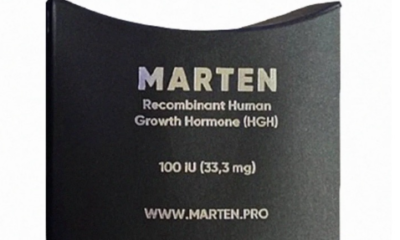 MARTEN
Recombinant Human
Growth Hormone (HGH)
100 IU (33,3 mg)
WWW.MARTEN.PRO